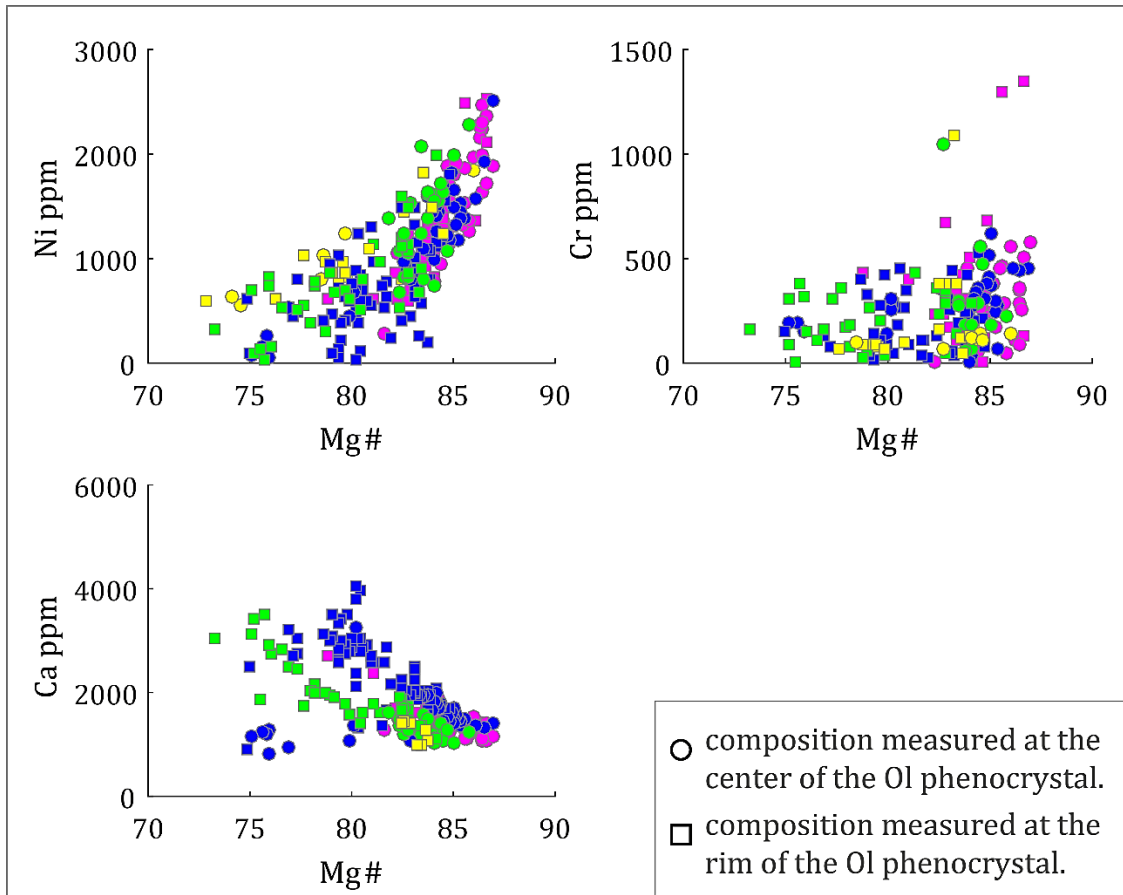 3000
2000
1000
0
Ni ppm
70 75 80 85 90
Mg#
1500
1000
500
0
Cr ppm
70 75 80 85 90
Mg#
6000
4000
2000
0
Ca ppm
70 75 80 85 90
Mg#
composition measured at the
center of the Ol phenocrystal.
composition measured at the
rim of the Ol phenocrystal.